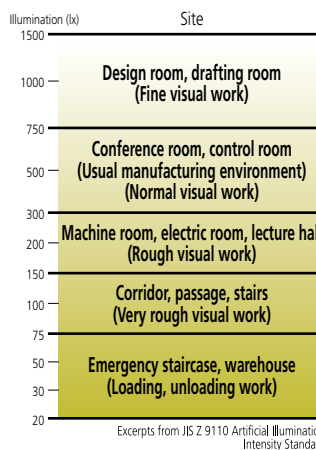 Illumination (lx) Site
1500
1000
Design room, drafting room
(Fine visual work)
750
Conference room, control room
500
(Usual manufacturing environment)
(Normal visual work)
300
Machine room, electric room, lecture hal
200
(Rough visual work)
150
Corridor, passage, stairs
100
(Very rough visual work)
75
50
Emergency staircase, warehouse
30
(Loading, unloading work)
20
Excerpts from JIS Z 9110 Artificial Illuminatio
Intensity Standa